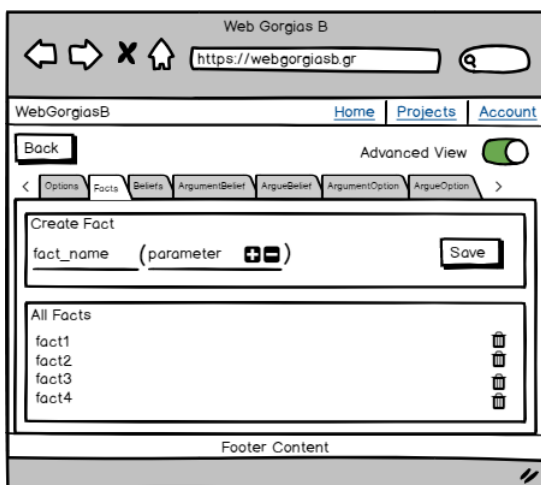 Web Gorgias B
https://webgorgiasb.gr
WebGorgiasB Home Projects Account
Back Advanced View
< Options Facts Beliefs ArgumentBelief ArgueBelief ArgumentOption ArgueOption >
Create Fact
fact_name (parameter + -) Save
All Facts
fact1
fact2
fact3
fact4
Footer Content